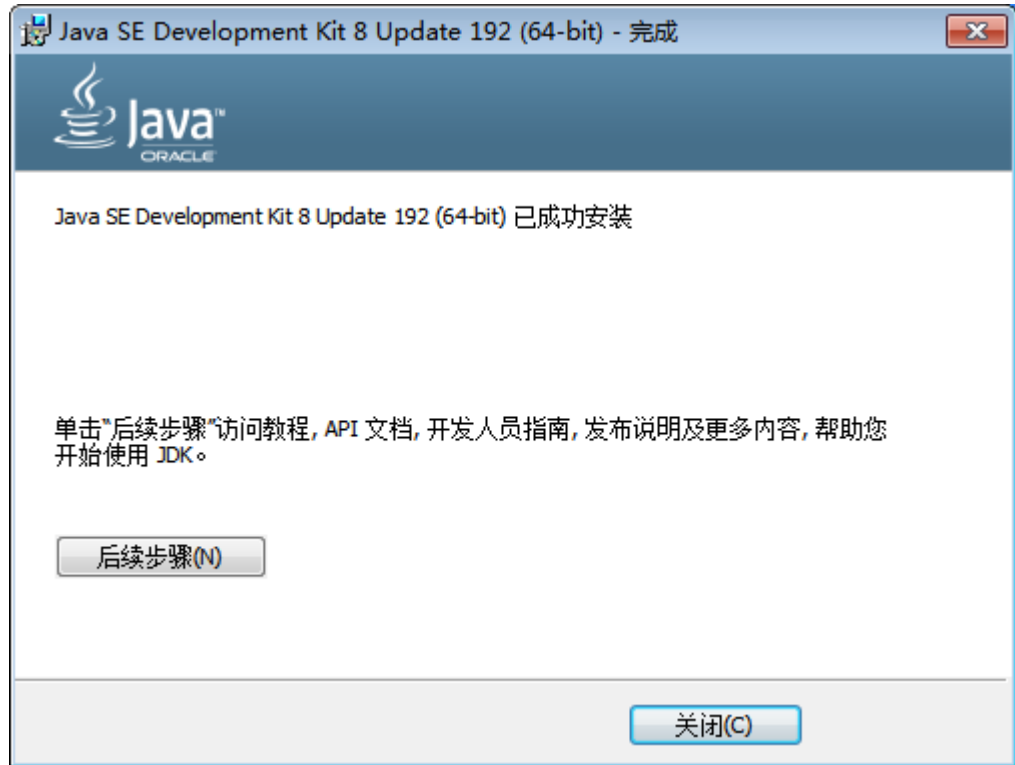 Java SE Development Kit 8 Update 192 (64-bit) - 完成
Java™
ORACLE
Java SE Development Kit 8 Update 192 (64-bit) 已成功安装
单击"后续步骤"访问教程, API 文档, 开发人员指南, 发布说明及更多内容, 帮助您
开始使用 JDK。
后续步骤(N)
关闭(C)